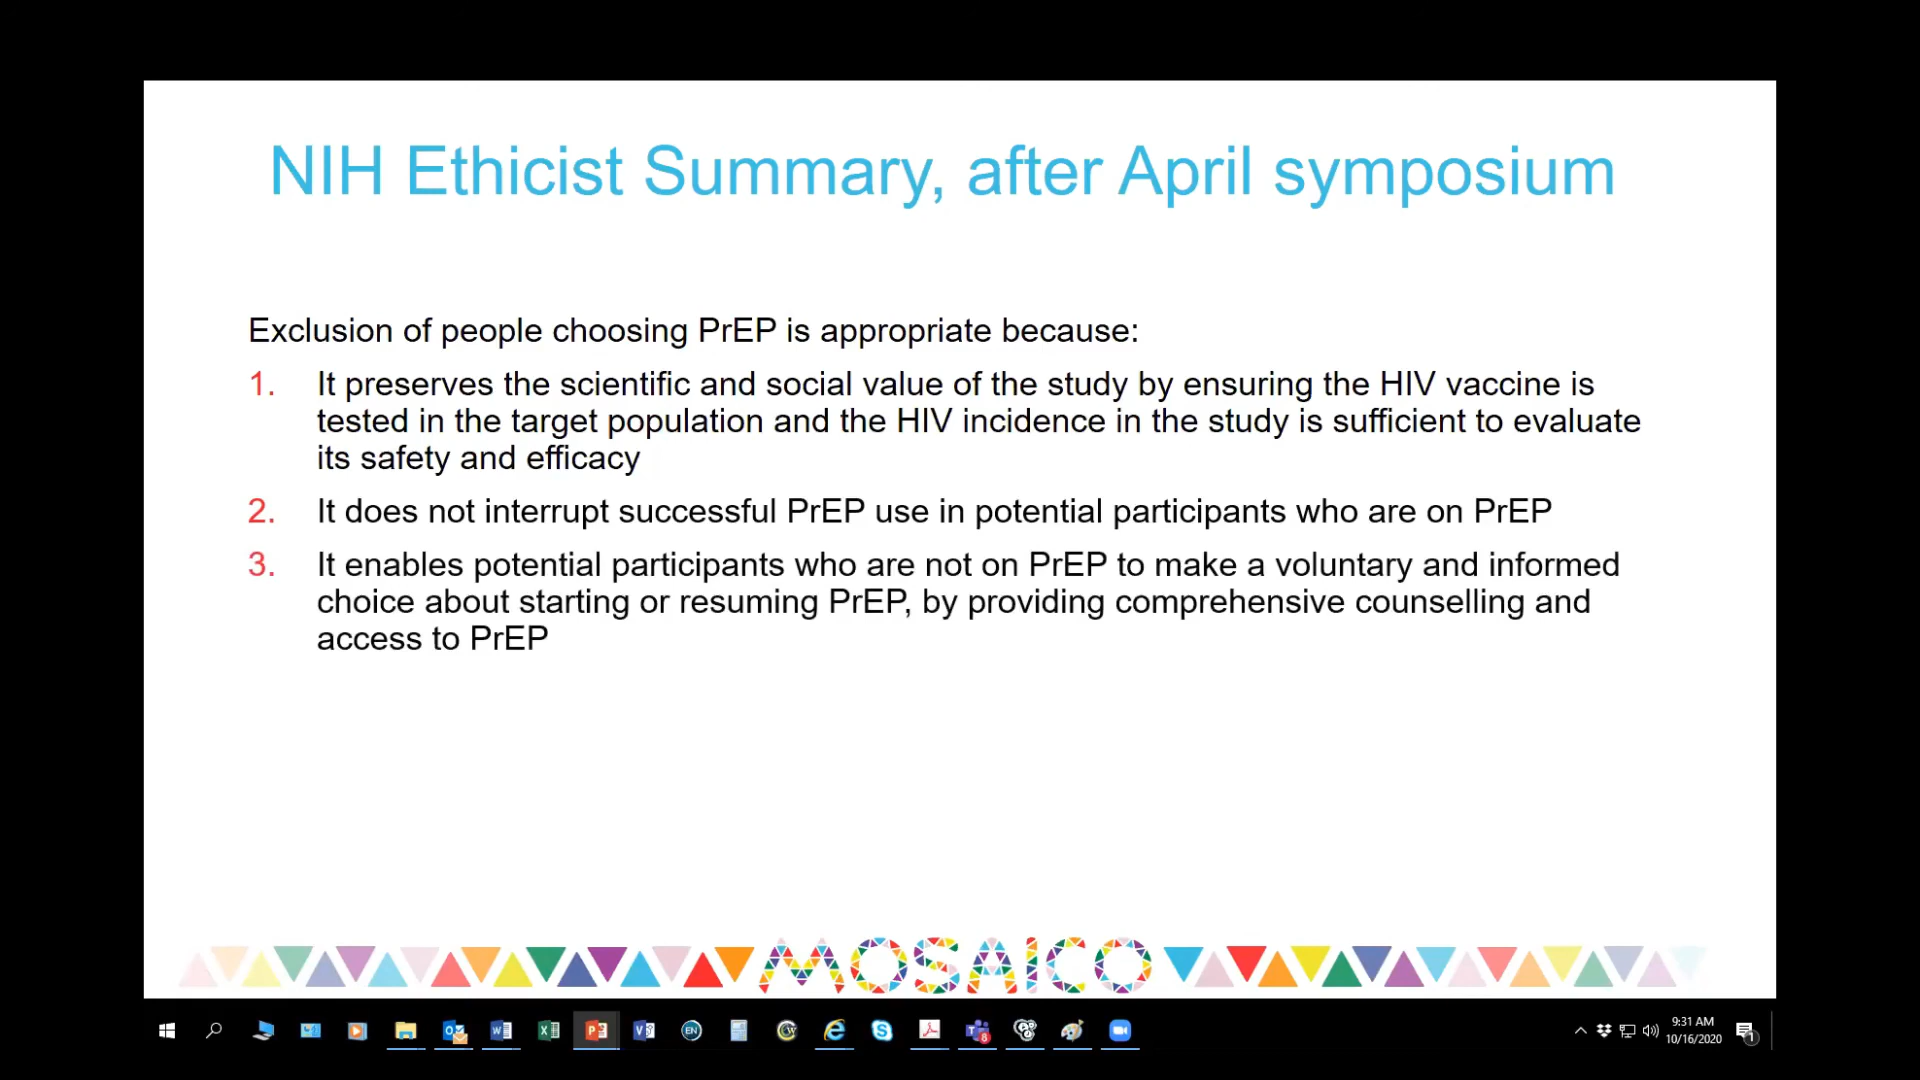 NIH Ethicist Summary, after April symposium
Exclusion of people choosing PrEP is appropriate because:
1. It preserves the scientific and social value of the study by ensuring the HIV vaccine is
tested in the target population and the HIV incidence in the study is sufficient to evaluate
its safety and efficacy
2. It does not interrupt successful PrEP use in potential participants who are on PrEP
3. It enables potential participants who are not on PrEP to make a voluntary and informed
choice about starting or resuming PrEP, by providing comprehensive counselling and
access to PrEP
MOSAICO
EN
8
9:31 AM
10/16/2020
1